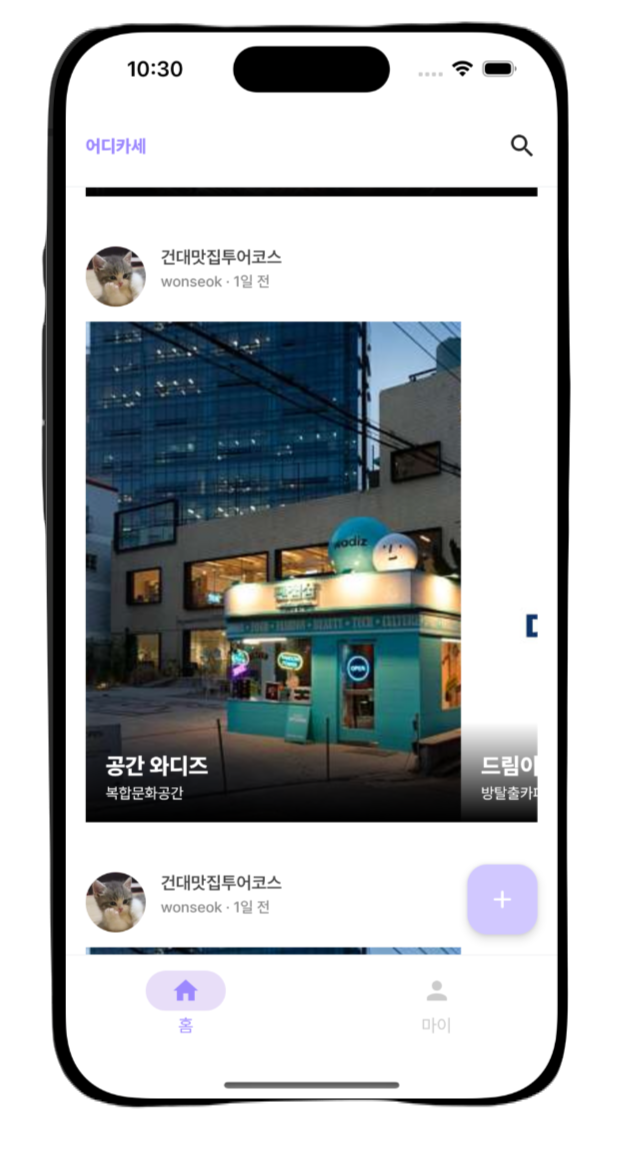 10:30
어디카세
건대맛집투어코스
wonseok · 1일 전
wadiz
OPEN
공간 와디즈
복합문화공간
드림이
방탈출카
건대맛집투어코스
wonseok · 1일 전
+
홈
마이